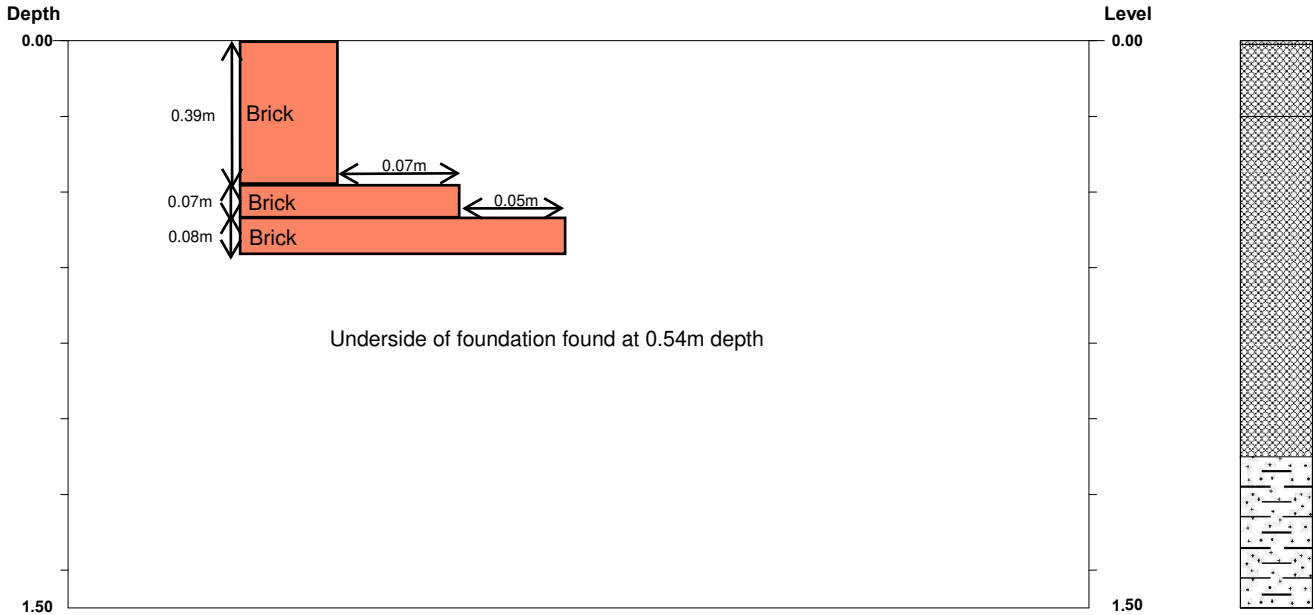 Depth
Level
0.00
0.00
0.39m
Brick
0.07m
0.07m
Brick
0.05m
0.08m
Brick
Underside of foundation found at 0.54m depth
1.50
1.50